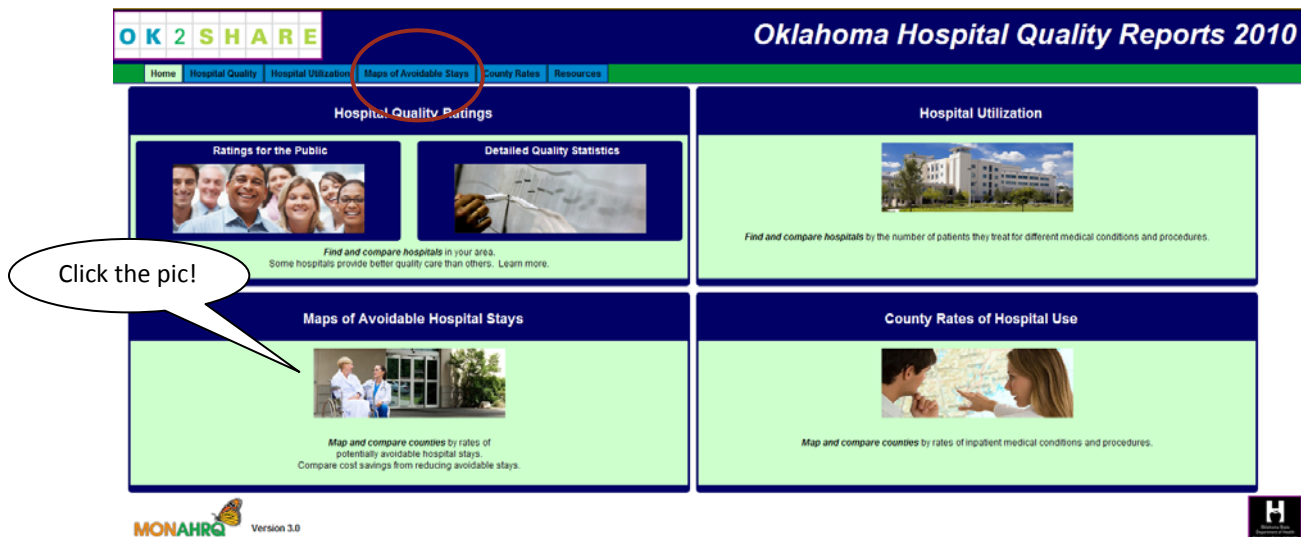 OK2SHARE
Oklahoma Hospital Quality Reports 2010
Home Hospital Quality Hospital Utilization Maps of Avoidable Stays County Rates Resources
Hospital Quality Ratings
Ratings for the Public
Detailed Quality Statistics
Find and compare hospitals in your area.
Some hospitals provide better quality care than others. Learn more.
Hospital Utilization
Find and compare hospitals by the number of patients they treat for different medical conditions and procedures.
Click the pic!
Maps of Avoidable Hospital Stays
Map and compare counties by rates of
potentially avoidable hospital stays.
Compare cost savings from reducing avoidable stays.
County Rates of Hospital Use
Map and compare counties by rates of inpatient medical conditions and procedures.
MONAHRQ Version 3.0
Oklahoma State
Department of Health